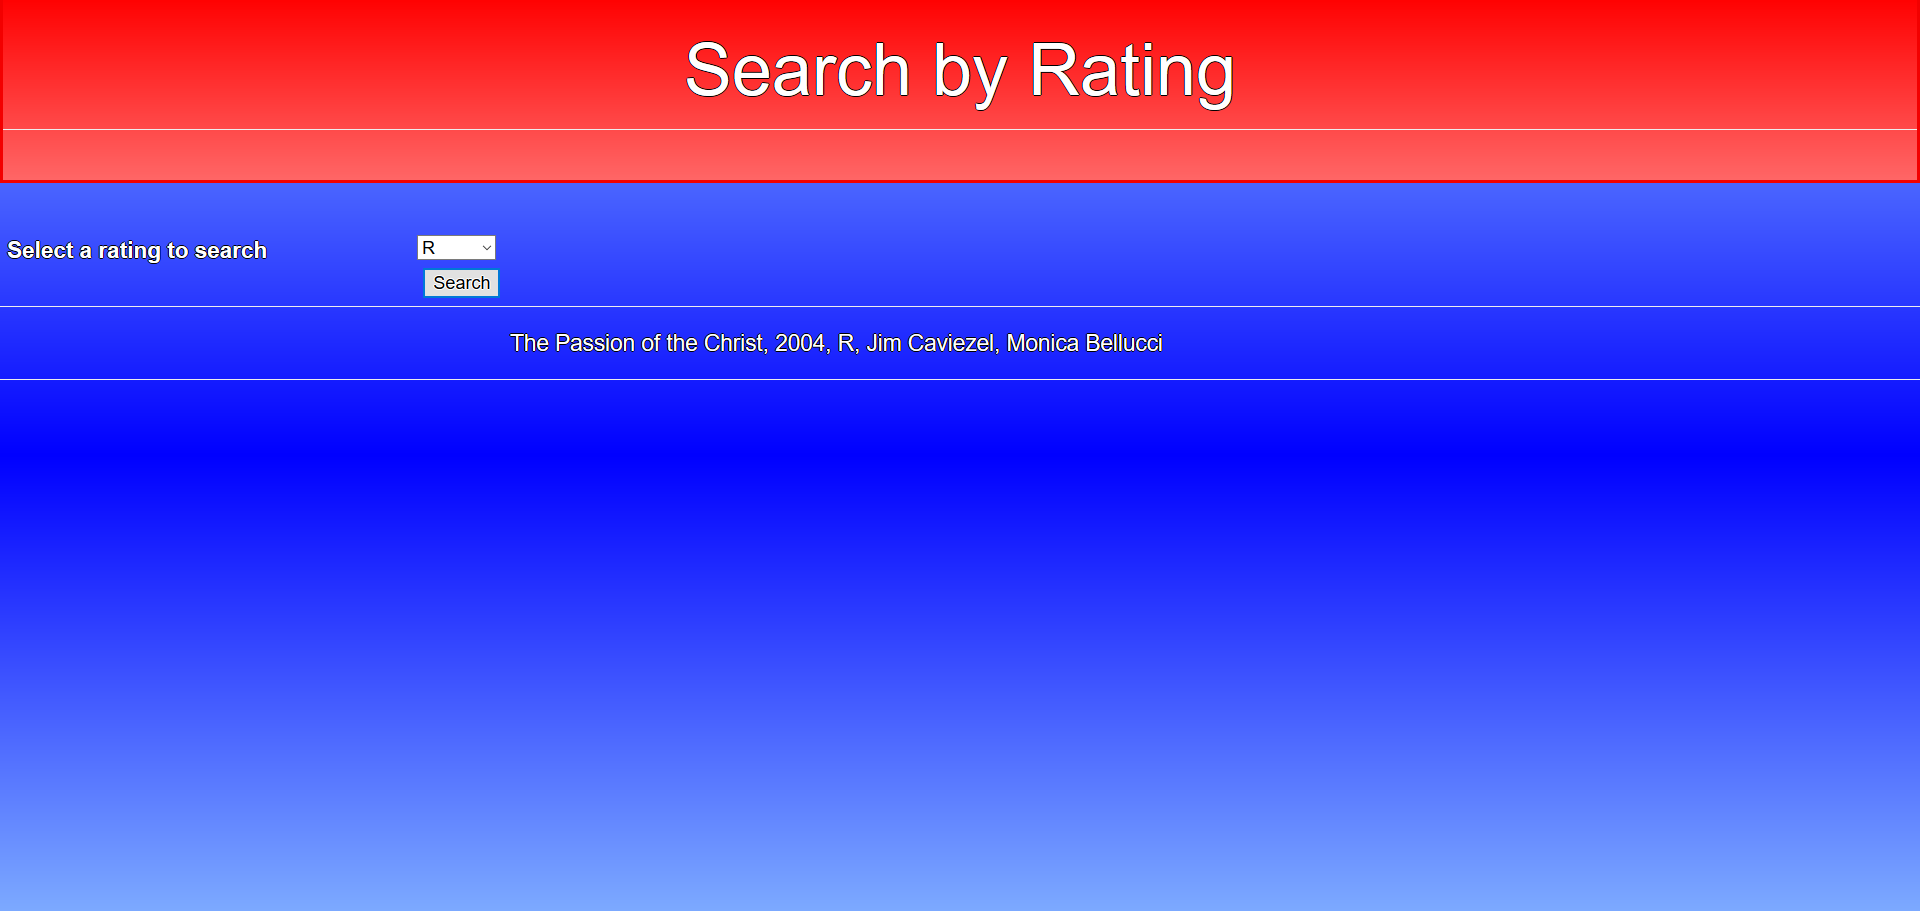 Search by Rating
Select a rating to search
R
Search
The Passion of the Christ, 2004, R, Jim Caviezel, Monica Bellucci